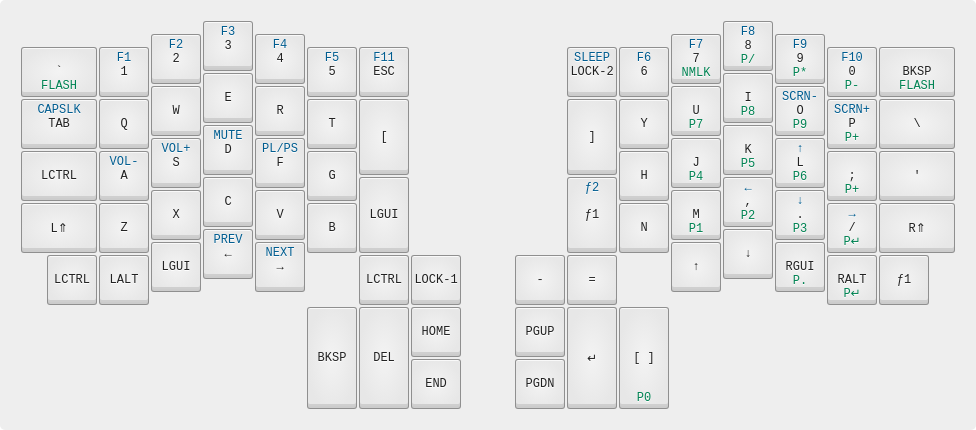 F3
3
F8
8
P/
F2
2
F4
4
F7
7
NMLK
F9
9
P*
`
FLASH
F1
1
F5
5
F11
ESC
SLEEP
LOCK-2
F6
6
F10
0
P-
BKSP
FLASH
E
I
P8
W
R
U
P7
SCRN-
O
P9
CAPSLK
TAB
Q
T
[
]
Y
SCRN+
P
P+
\
MUTE
D
K
P5
VOL+
S
PL/PS
F
J
P4
↑
L
P6
LCTRL
VOL-
A
G
H
;
P+
'
C
←
,
P2
X
V
LGUI
ƒ2
ƒ1
M
P1
↓
.
P3
L⇑
Z
B
N
→
/
P↵
R⇑
PREV
←
↓
LGUI
NEXT
→
↑
RGUI
P.
LCTRL
LALT
LCTRL
LOCK-1
-
=
RALT
P↵
ƒ1
BKSP
DEL
HOME
PGUP
↵
[ ]
P0
END
PGDN